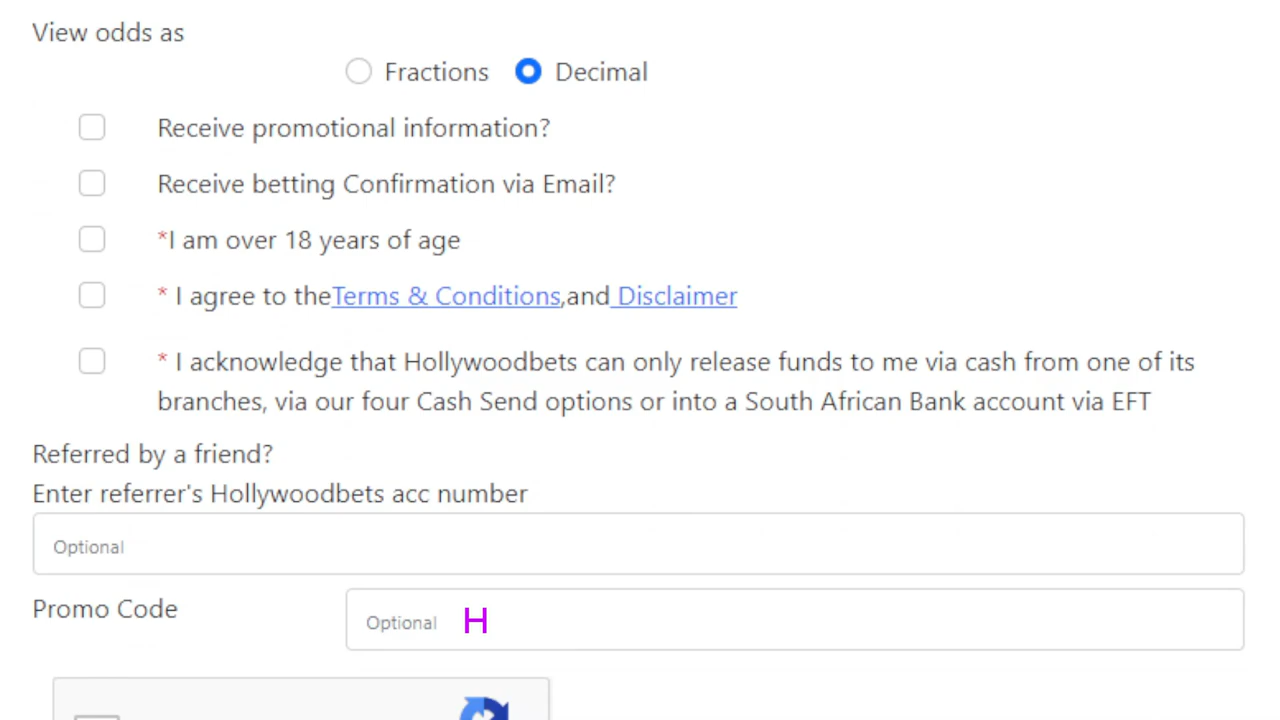 View odds as
Fractions Decimal
Receive promotional information?
Receive betting Confirmation via Email?
*I am over 18 years of age
* I agree to theTerms & Conditions,and Disclaimer
* I acknowledge that Hollywoodbets can only release funds to me via cash from one of its
branches, via our four Cash Send options or into a South African Bank account via EFT
Referred by a friend?
Enter referrer's Hollywoodbets acc number
Optional
Promo Code Optional H